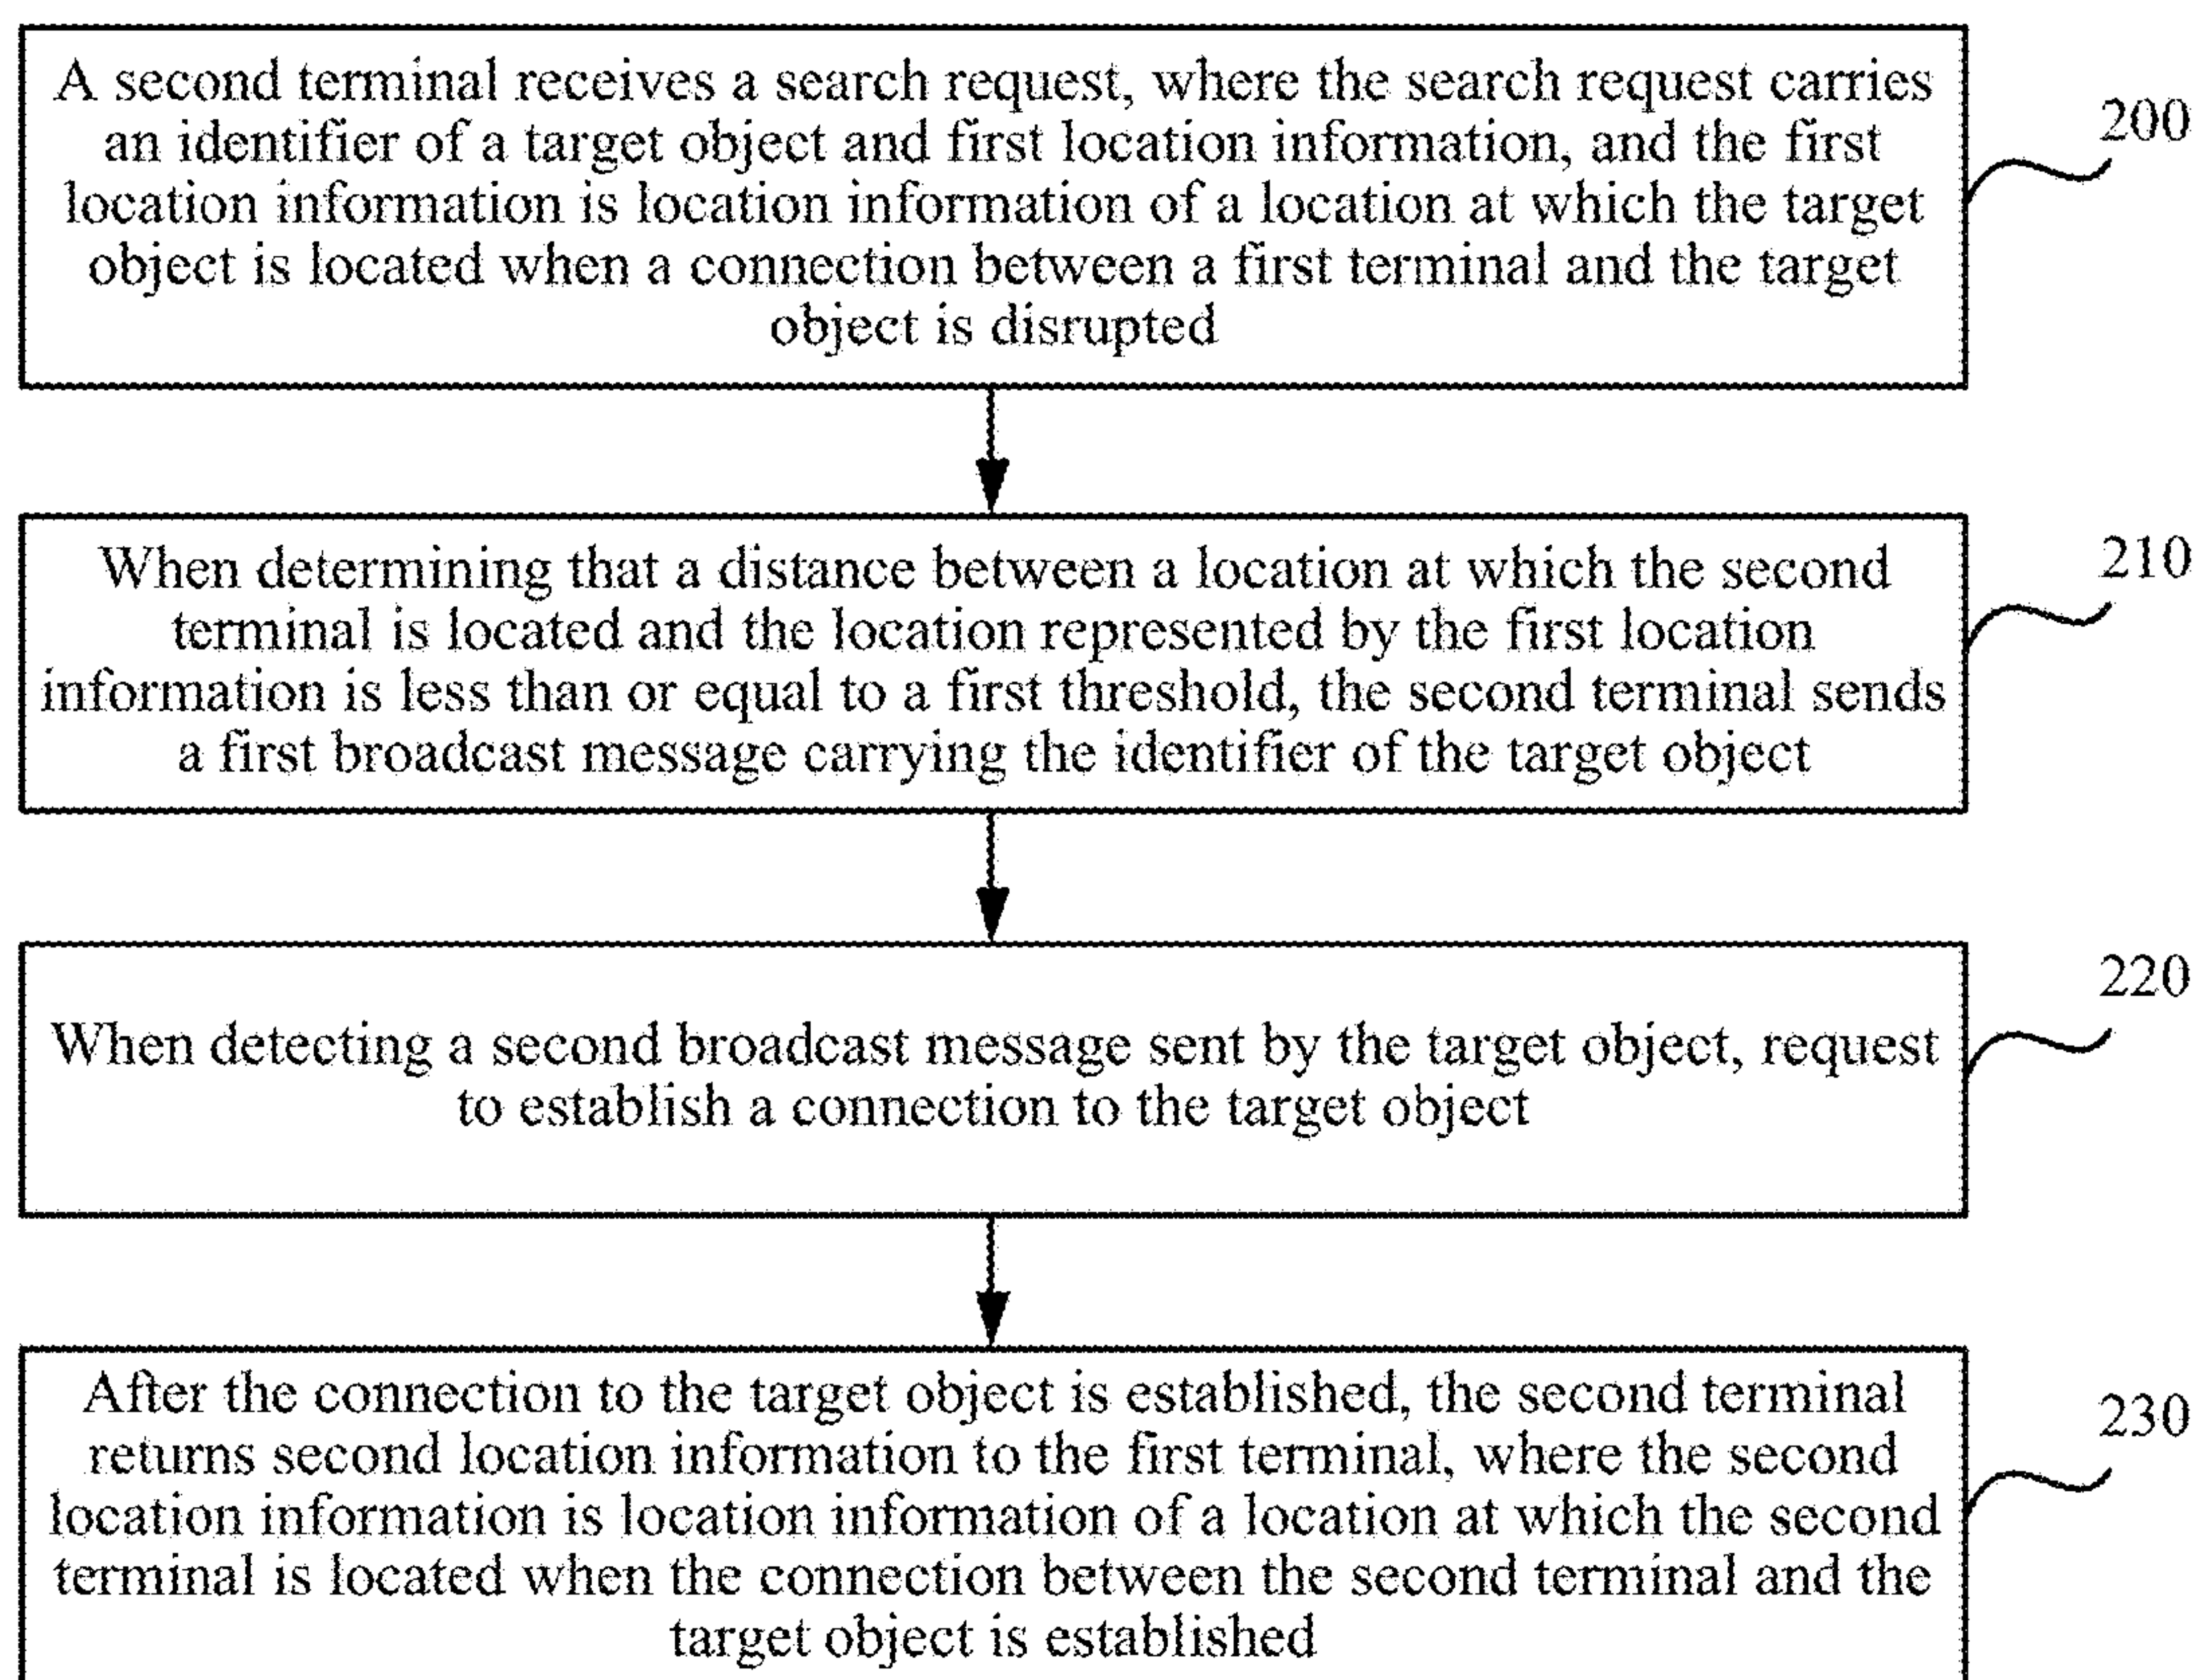 A second terminal receives a search request, where the search request carries
an identifier of a target object and first location information, and the first
location information is location information of a location at which the target
object is located when a connection between a first terminal and the target
object is disrupted
200
When determining that a distance between a location at which the second
terminal is located and the location represented by the first location
information is less than or equal to a first threshold, the second terminal sends
a first broadcast message carrying the identifier of the target object
210
When detecting a second broadcast message sent by the target object, request
to establish a connection to the target object
220
After the connection to the target object is established, the second terminal
returns second location information to the first terminal, where the second
location information is location information of a location at which the second
terminal is located when the connection between the second terminal and the
target object is established
230